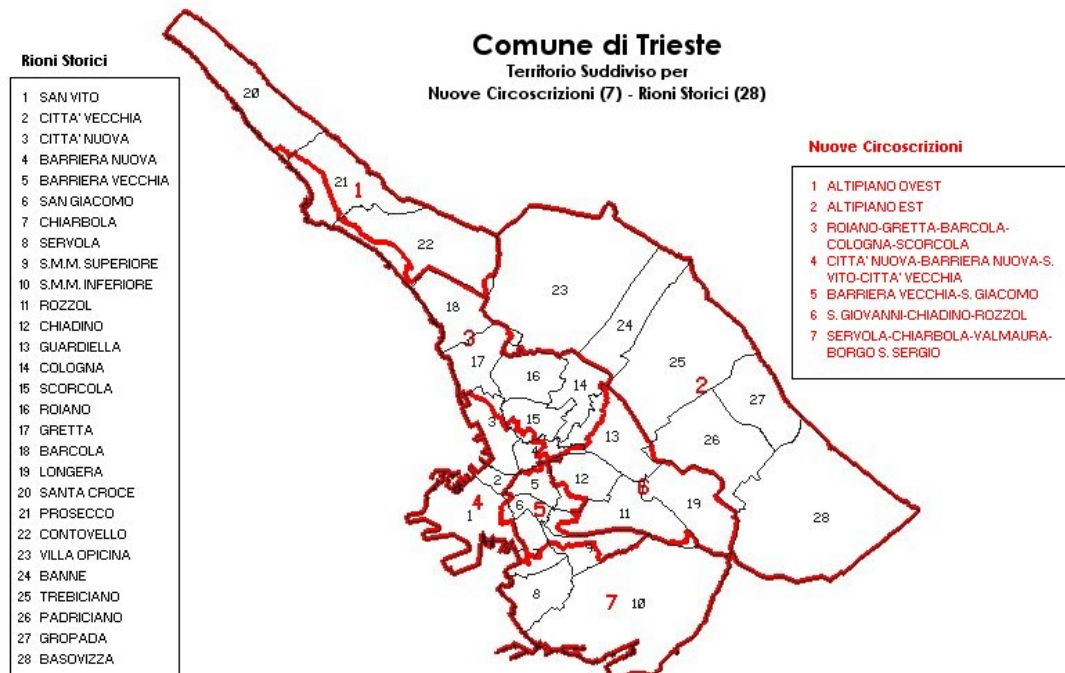 Comune di Trieste
Territorio Suddiviso per
Nuove Circoscrizioni (7) - Rioni Storici (28)
Rioni Storici
1 SAN VITO
2 CITTA' VECCHIA
3 CITTA' NUOVA
4 BARRIERA NUOVA
5 BARRIERA VECCHIA
6 SAN GIACOMO
7 CHIARBOLA
8 SERVOLA
9 S.M.M. SUPERIORE
10 S.M.M. INFERIORE
11 ROZZOL
12 CHIADINO
13 GUARDIELLA
14 COLOGNA
15 SCORCOLA
16 ROIANO
17 GRETTA
18 BARCOLA
19 LONGERA
20 SANTA CROCE
21 PROSECCO
22 CONTOVELLO
23 VILLA OPICINA
24 BANNE
25 TREBICIANO
26 PADRICIANO
27 GROPADA
28 BASOVIZZA
Nuove Circoscrizioni
1 ALTIPIANO OVEST
2 ALTIPIANO EST
3 ROIANO-GRETTA-BARCOLA-
COLOGNA-SCORCOLA
4 CITTA' NUOVA-BARRIERA NUOVA-S.
VITO-CITTA' VECCHIA
5 BARRIERA VECCHIA-S. GIACOMO
6 S. GIOVANNI-CHIADINO-ROZZOL
7 SERVOLA-CHIARBOLA-VALMAURA-
BORGO S. SERGIO
20
21
1
22
23
18
24
3
25
17
16
14
2
27
3
15
13
26
4
2
5
12
6
19
4
1
6
5
11
28
8
7
10